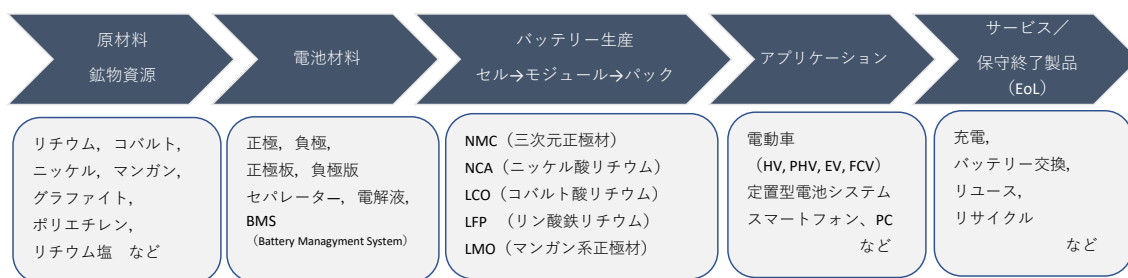 原材料
鉱物資源
電池材料
バッテリー生産
セル→モジュール→パック
アプリケーション
サービス／
保守終了製品
（EoL）
リチウム，コバルト，
ニッケル，マンガン，
グラファイト，
ポリエチレン，
リチウム塩　など
正極，負極，
正極板，負極版
セパレーター，電解液，
BMS
（Battery Managyment System）
NMC（三次元正極材）
NCA（ニッケル酸リチウム）
LCO（コバルト酸リチウム）
LFP （リン酸鉄リチウム）
LMO（マンガン系正極材）
電動車
（HV, PHV, EV, FCV）
定置型電池システム
スマートフォン、PC
など
充電，
バッテリー交換，
リユース，
リサイクル
など